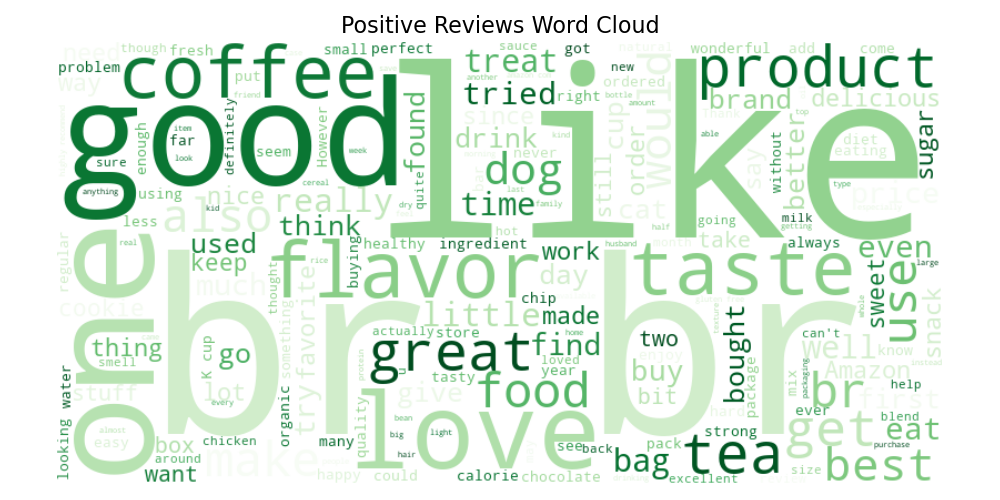 Positive Reviews Word Cloud
though
fresh
small
perfect
sauce
got
wonderful
add
come
natural
need
problem
way
coffee
put
friend
treat
another
tried
right
new
ordered
product
brand
delicious
amount
bottle
thank
top
good
like
item
far
look
sure
anything
enough
definitely
seem
However
week
found
since
drink
never
kind
dog
last
time
family
still
cup
order
would
say
able
without
better
diet
eating
sugar
type
price
using
kid
cereal
nice
really
quite
dry
less
also
think
hot
cat
going
milk
getting
real
regular
one
used
keep
much
buying
healthy
ingredient
work
husband
half
month
take
always
even
large
rice
flavor
day
taste
sweet
use
whole
cookie
thought
favorite
something
little
chip
made
actually
store
br br
thing
smell
K cup
go
great
find
home
two
enjoy
bought
texture
can't
well
know
snack
instead
stuff
lot
try
u
protein
loved
year
tasty
food
buy
bit
package
mix
packaging
Amazon
br
help
first
looking
water
every
organic
give
love
quality
bean
big
light
hair
hard
strong
ever
get
blend
eat
purchase
almost
easy
box
chicken
many
see
back
pack
tea
around
want
make
happy
could
calorie
chocolate
bag
excellent
size
best